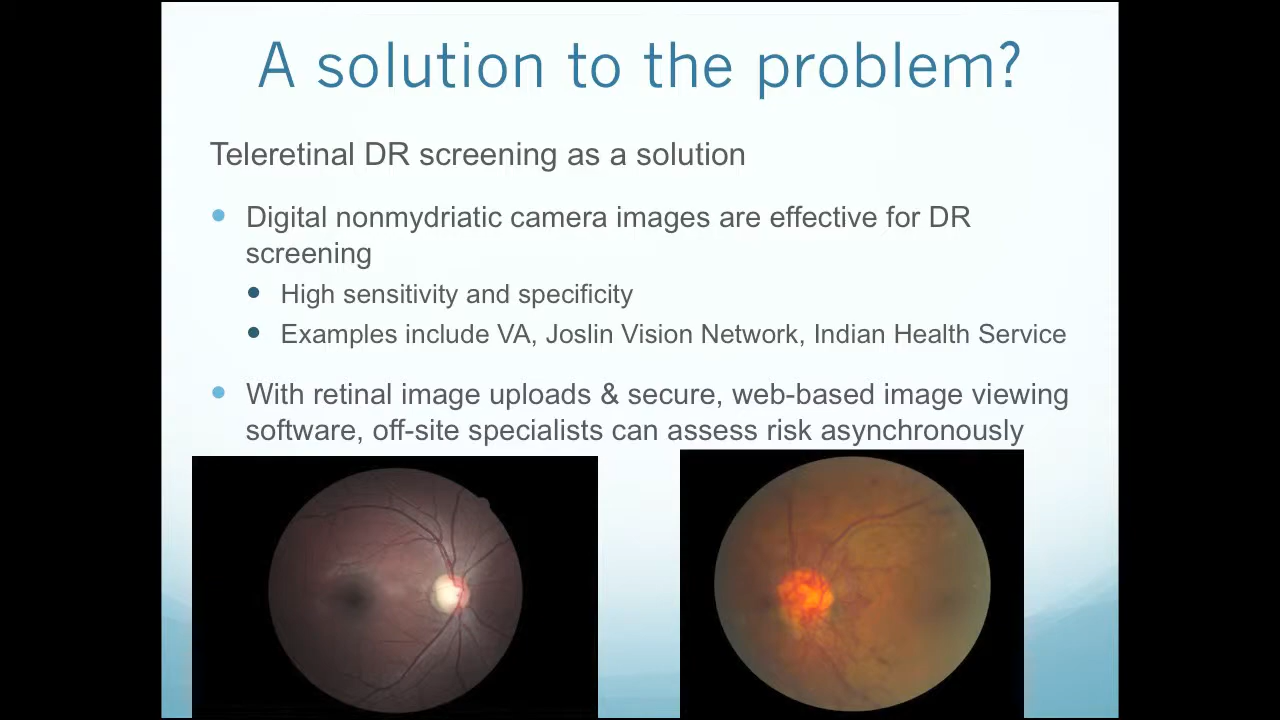 A solution to the problem?
Teleretinal DR screening as a solution
Digital nonmydriatic camera images are effective for DR
screening
High sensitivity and specificity
Examples include VA, Joslin Vision Network, Indian Health Service
With retinal image uploads & secure, web-based image viewing
software, off-site specialists can assess risk asynchronously